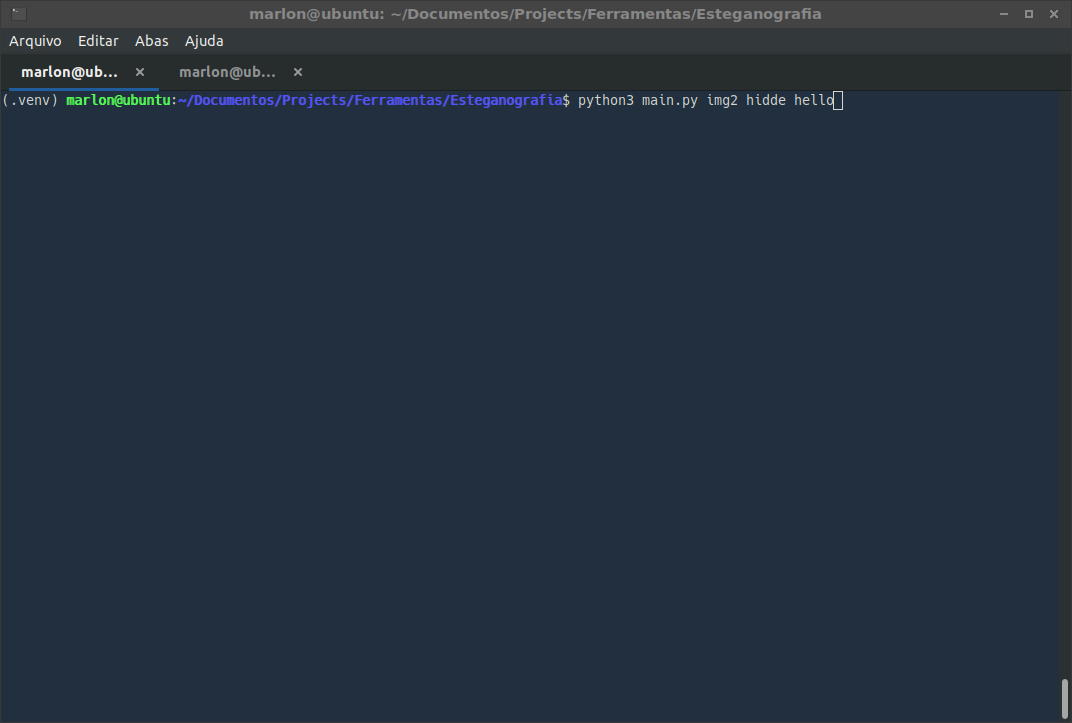 marlon@ubuntu: ~/Documentos/Projects/Ferramentas/Esteganografia
Arquivo Editar Abas Ajuda
marlon@ub... marlon@ub...
(.venv) marlon@ubuntu:~/Documentos/Projects/Ferramentas/Esteganografia$ python3 main.py img2 hidde hello